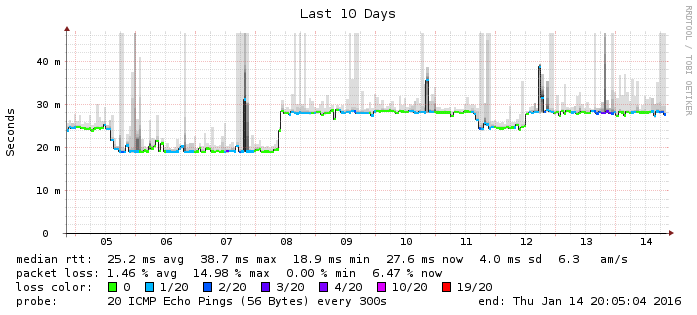 Last 10 Days
RRDTOOL / TOBI OETIKER
Seconds
40 m
30 m
20 m
10 m
0
05 06 07 08 09 10 11 12 13 14
median rtt: 25.2 ms avg 38.7 ms max 18.9 ms min 27.6 ms now 4.0 ms sd 6.3 am/s
packet loss: 1.46 % avg 14.98 % max 0.00 % min 6.47 % now
loss color: 0 1/20 2/20 3/20 4/20 10/20 19/20
probe: 20 ICMP Echo Pings (56 Bytes) every 300s end: Thu Jan 14 20:05:04 2016